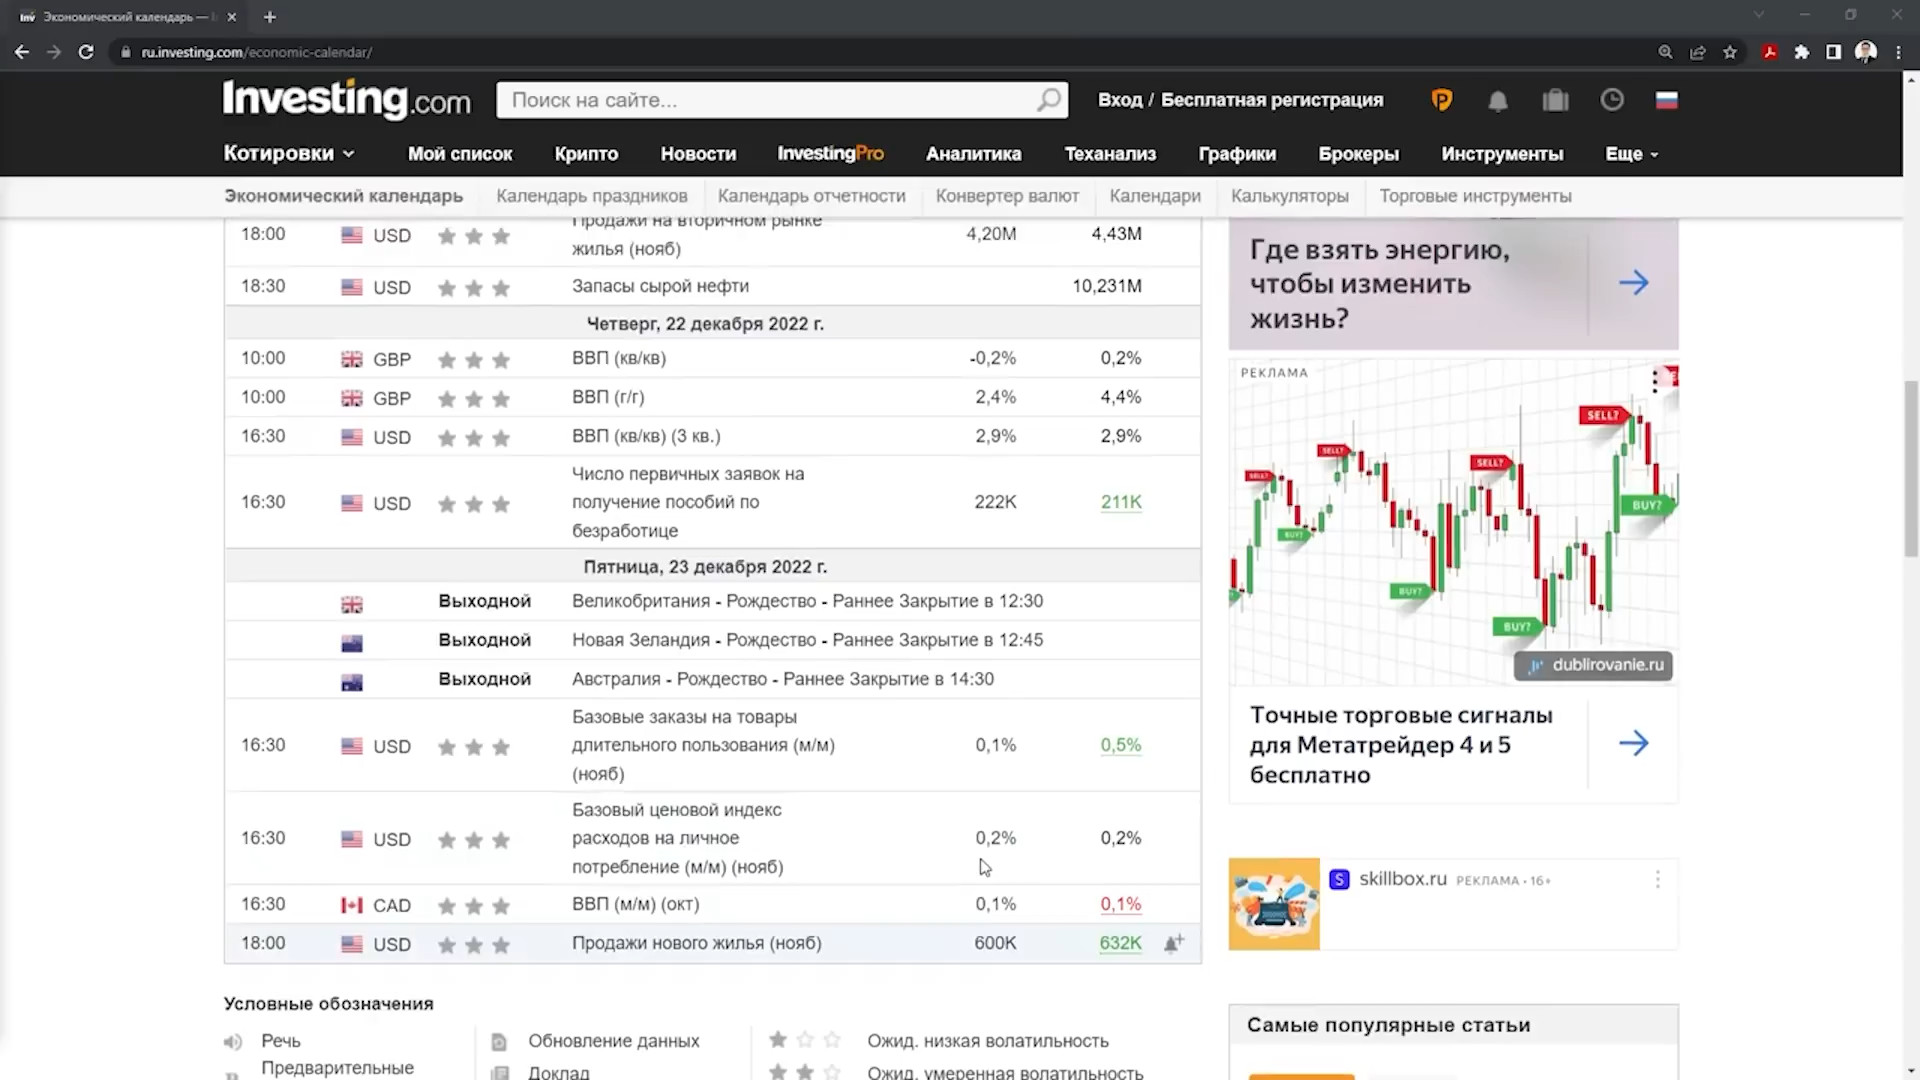 Экономический календарь —
ru.investing.com/economic-calendar/
Investing.com
Поиск на сайте...
Вход / Бесплатная регистрация
Котировки
Мой список
Крипто
Новости
InvestingPro
Аналитика
Теханализ
Графики
Брокеры
Инструменты
Еще
Экономический календарь
Календарь праздников
Календарь отчетности
Конвертер валют
Календари
Калькуляторы
Торговые инструменты
18:00 USD Продажи на вторичном рынке
жилья (нояб) 4,20M 4,43M
18:30 USD Запасы сырой нефти 10,231M
Четверг, 22 декабря 2022 г.
10:00 GBP ВВП (кв/кв) -0,2% 0,2%
10:00 GBP ВВП (г/г) 2,4% 4,4%
16:30 USD ВВП (кв/кв) (3 кв.) 2,9% 2,9%
Число первичных заявок на
16:30 USD получение пособий по 222K 211K
безработице
Пятница, 23 декабря 2022 г.
Выходной Великобритания - Рождество - Раннее Закрытие в 12:30
Выходной Новая Зеландия - Рождество - Раннее Закрытие в 12:45
Выходной Австралия - Рождество - Раннее Закрытие в 14:30
Базовые заказы на товары
16:30 USD длительного пользования (м/м) 0,1% 0,5%
(нояб)
Базовый ценовой индекс
16:30 USD расходов на личное 0,2% 0,2%
потребление (м/м) (нояб)
16:30 CAD ВВП (м/м) (окт) 0,1% 0,1%
18:00 USD Продажи нового жилья (нояб) 600K 632K
Условные обозначения
Речь
Предварительные
Обновление данных
Доклад
Ожид. низкая волатильность
Ожид. умеренная волатильность
Где взять энергию,
чтобы изменить
жизнь?
РЕКЛАМА
SELL?
SELL?
SELL?
SELL?
BUY?
BUY?
BUY?
BUY?
dublirovanie.ru
Точные торговые сигналы
для Метатрейдер 4 и 5
бесплатно
skillbox.ru РЕКЛАМА • 16+
Самые популярные статьи